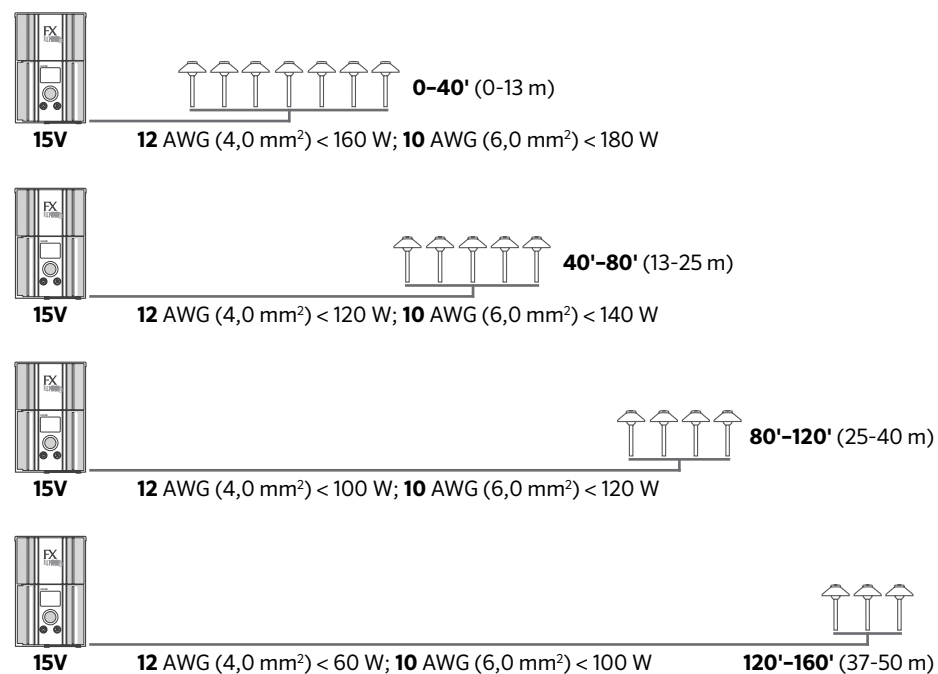 FX
0–40' (0-13 m)
15V
12 AWG (4,0 mm²) < 160 W; 10 AWG (6,0 mm²) < 180 W
FX
40'–80' (13-25 m)
15V
12 AWG (4,0 mm²) < 120 W; 10 AWG (6,0 mm²) < 140 W
FX
80'–120' (25-40 m)
15V
12 AWG (4,0 mm²) < 100 W; 10 AWG (6,0 mm²) < 120 W
FX
15V
12 AWG (4,0 mm²) < 60 W; 10 AWG (6,0 mm²) < 100 W
120'–160' (37-50 m)